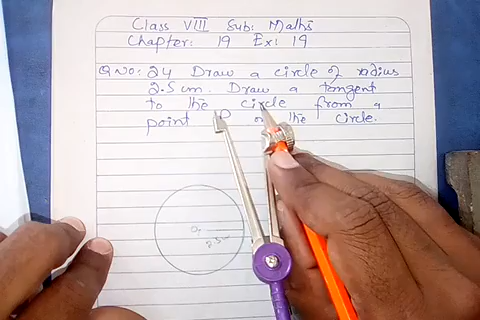 Class VIII Sub: Maths
Chapter: 19 Ex: 19
Q No: 24 Draw a circle of radius
2.5 cm. Draw a tangent
to the circle from a
point P on the circle.
O
2.5